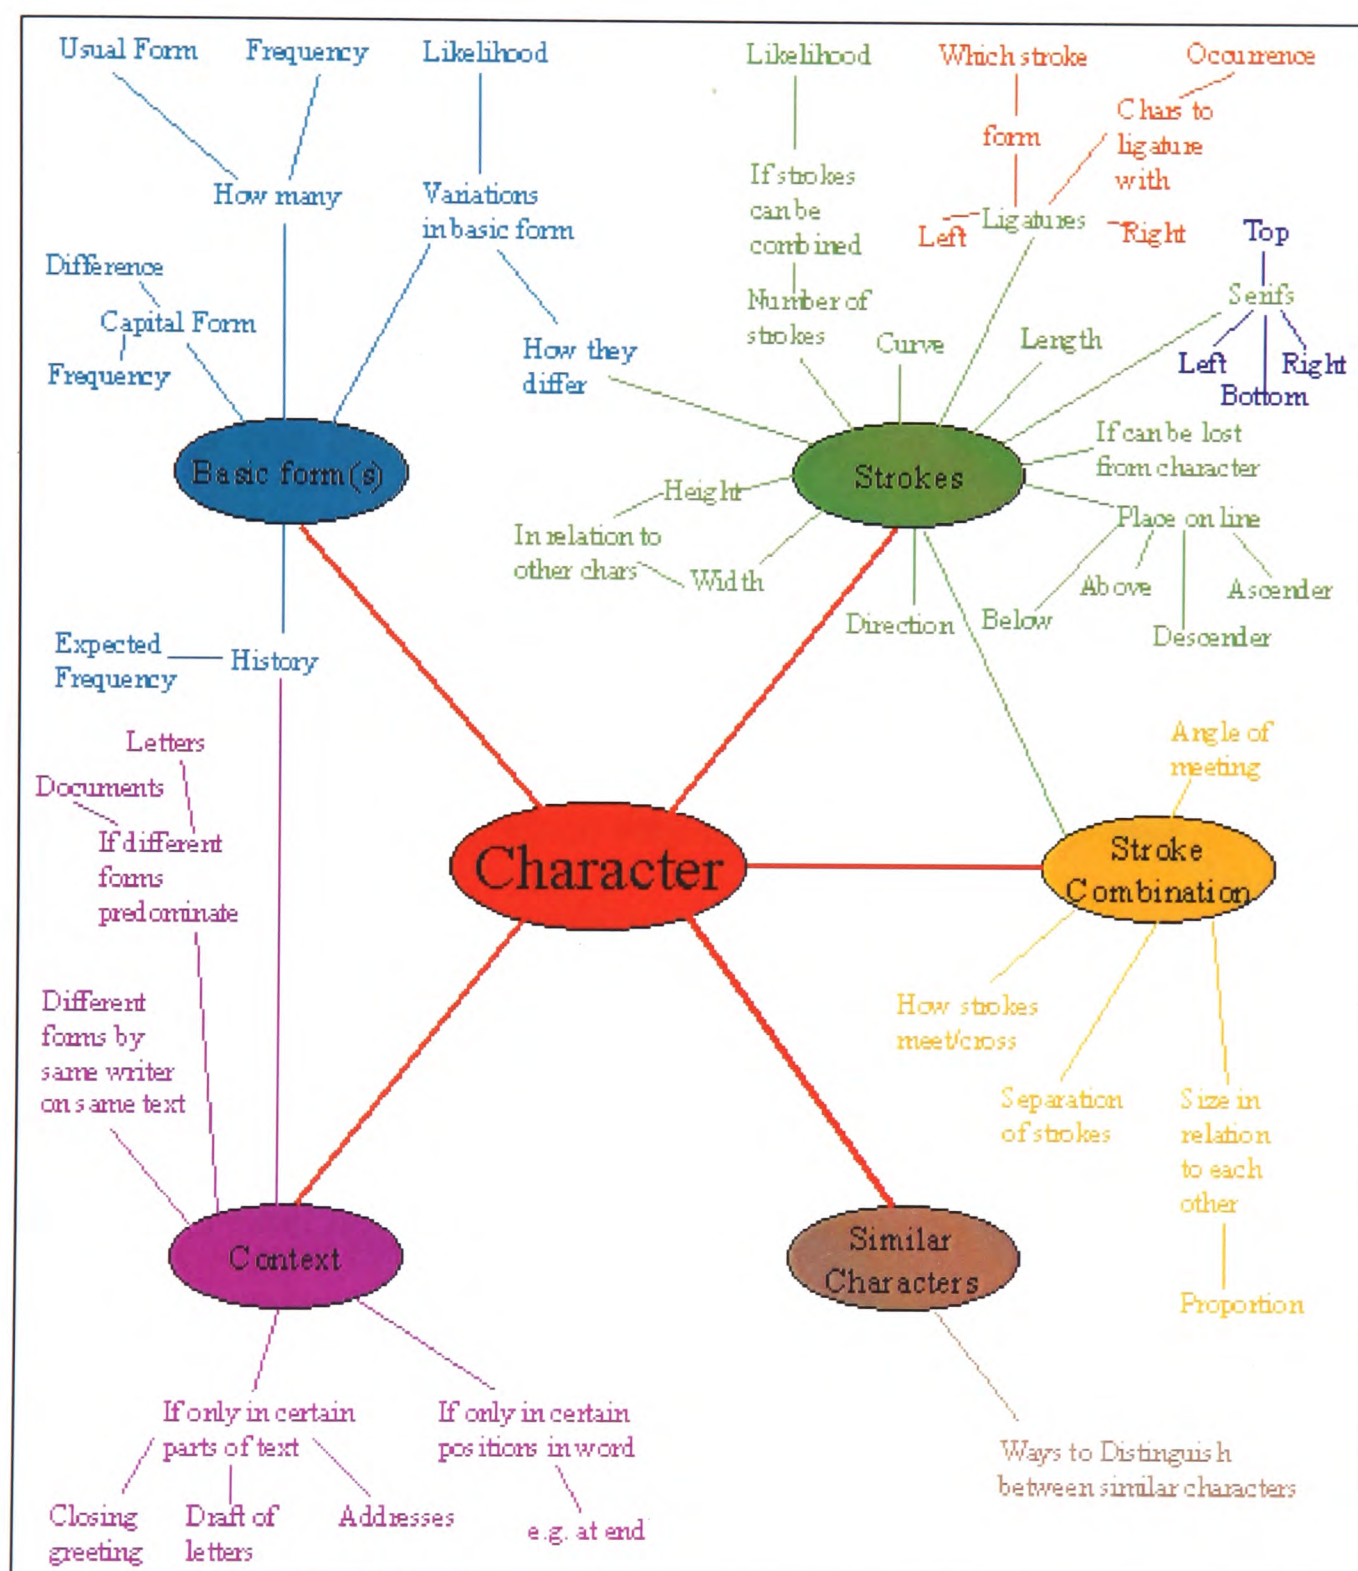 Usual Form
Frequency
Likelihood
Likelihood
Which stroke
Occurrence
Chars to
ligature
with
form
How many
Variations
in basic form
If strokes
can be
combined
Ligatures
Left
Right
Top
Difference
Capital Form
Frequency
Number of
strokes
Serifs
How they
differ
Curve
Length
Left
Right
Bottom
Basic form(s)
Strokes
If can be lost
from character
Height
Place on line
In relation to
other chars
Width
Above
Ascender
Direction
Below
Descender
Expected
Frequency
History
Letters
Documents
If different
forms
predominate
Angle of
meeting
Character
Stroke
Combination
Different
forms by
same writer
on same text
How strokes
meet/cross
Separation
of strokes
Size in
relation
to each
other
Proportion
Context
Similar
Characters
If only in certain
parts of text
If only in certain
positions in word
Closing
greeting
Draft of
letters
Addresses
e.g. at end
Ways to Distinguish
between similar characters